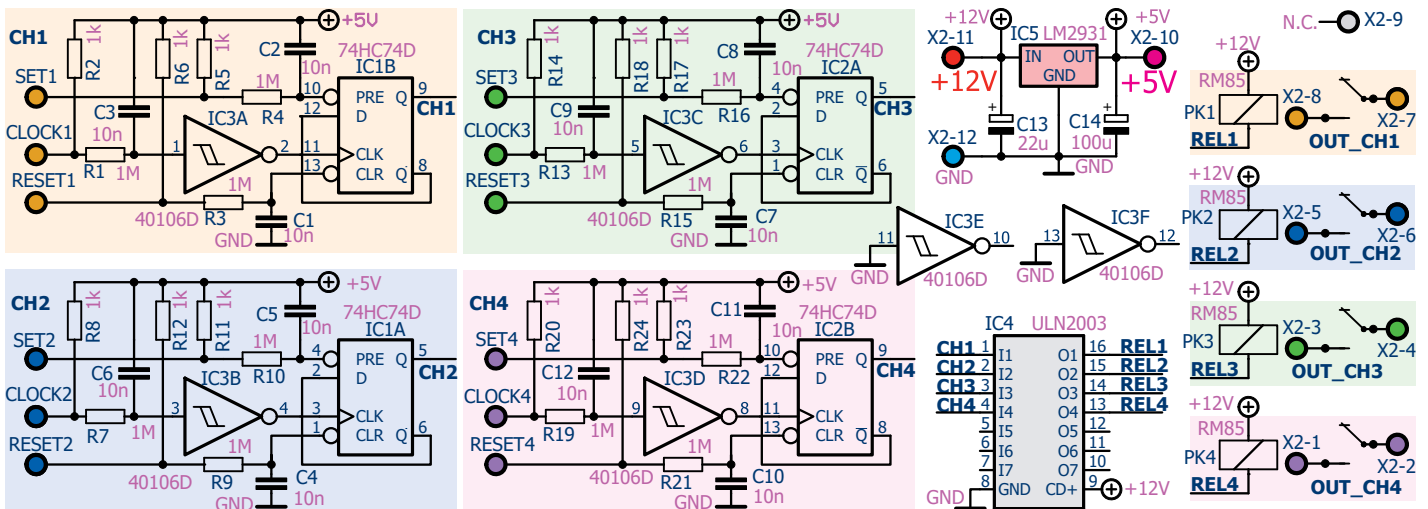 CH1
+5V
1k
R2
1k
R6
1k
R5
C2
10n
74HC74D
IC1B
SET1
1M
R4
10
12
PRE
D
Q
9
CH1
C3
10n
IC3A
CLOCK1
R1
1M
1
2
11
13
CLK
CLR
Q
8
RESET1
1M
R3
40106D
C1
10n
GND
CH3
+5V
1k
R14
1k
R18
1k
R17
C8
10n
74HC74D
IC2A
SET3
1M
R16
4
2
PRE
D
Q
5
CH3
C9
10n
IC3C
CLOCK3
R13
1M
5
6
3
1
CLK
CLR
Q
6
RESET3
1M
R15
40106D
C7
10n
GND
CH2
+5V
1k
R8
1k
R12
1k
R11
C5
10n
74HC74D
IC1A
SET2
1M
R10
4
2
PRE
D
Q
5
CH2
C6
10n
IC3B
CLOCK2
R7
1M
3
4
3
1
CLK
CLR
Q
6
RESET2
1M
R9
40106D
C4
10n
GND
CH4
+5V
1k
R20
1k
R24
1k
R23
C11
10n
74HC74D
IC2B
SET4
1M
R22
10
12
PRE
D
Q
9
CH4
C12
10n
IC3D
CLOCK4
R19
1M
9
8
11
13
CLK
CLR
Q
8
RESET4
1M
R21
40106D
C10
10n
GND
+12V
X2-11
+12V
IC5 LM2931
IN OUT
GND
+5V
X2-10
+5V
+
C13
22u
+
C14
100u
X2-12
GND
GND
N.C. X2-9
11
IC3E
10
GND
40106D
13
IC3F
12
GND
40106D
IC4 ULN2003
CH1 1 I1 O1 16 REL1
CH2 2 I2 O2 15 REL2
CH3 3 I3 O3 14 REL3
CH4 4 I4 O4 13 REL4
5 I5 O5 12
6 I6 O6 11
7 I7 O7 10
GND 8 GND CD+ 9 +12V
+12V
RM85
PK1
REL1
X2-8
X2-7
OUT_CH1
+12V
RM85
PK2
REL2
X2-5
X2-6
OUT_CH2
+12V
RM85
PK3
REL3
X2-3
X2-4
OUT_CH3
+12V
RM85
PK4
REL4
X2-1
X2-2
OUT_CH4